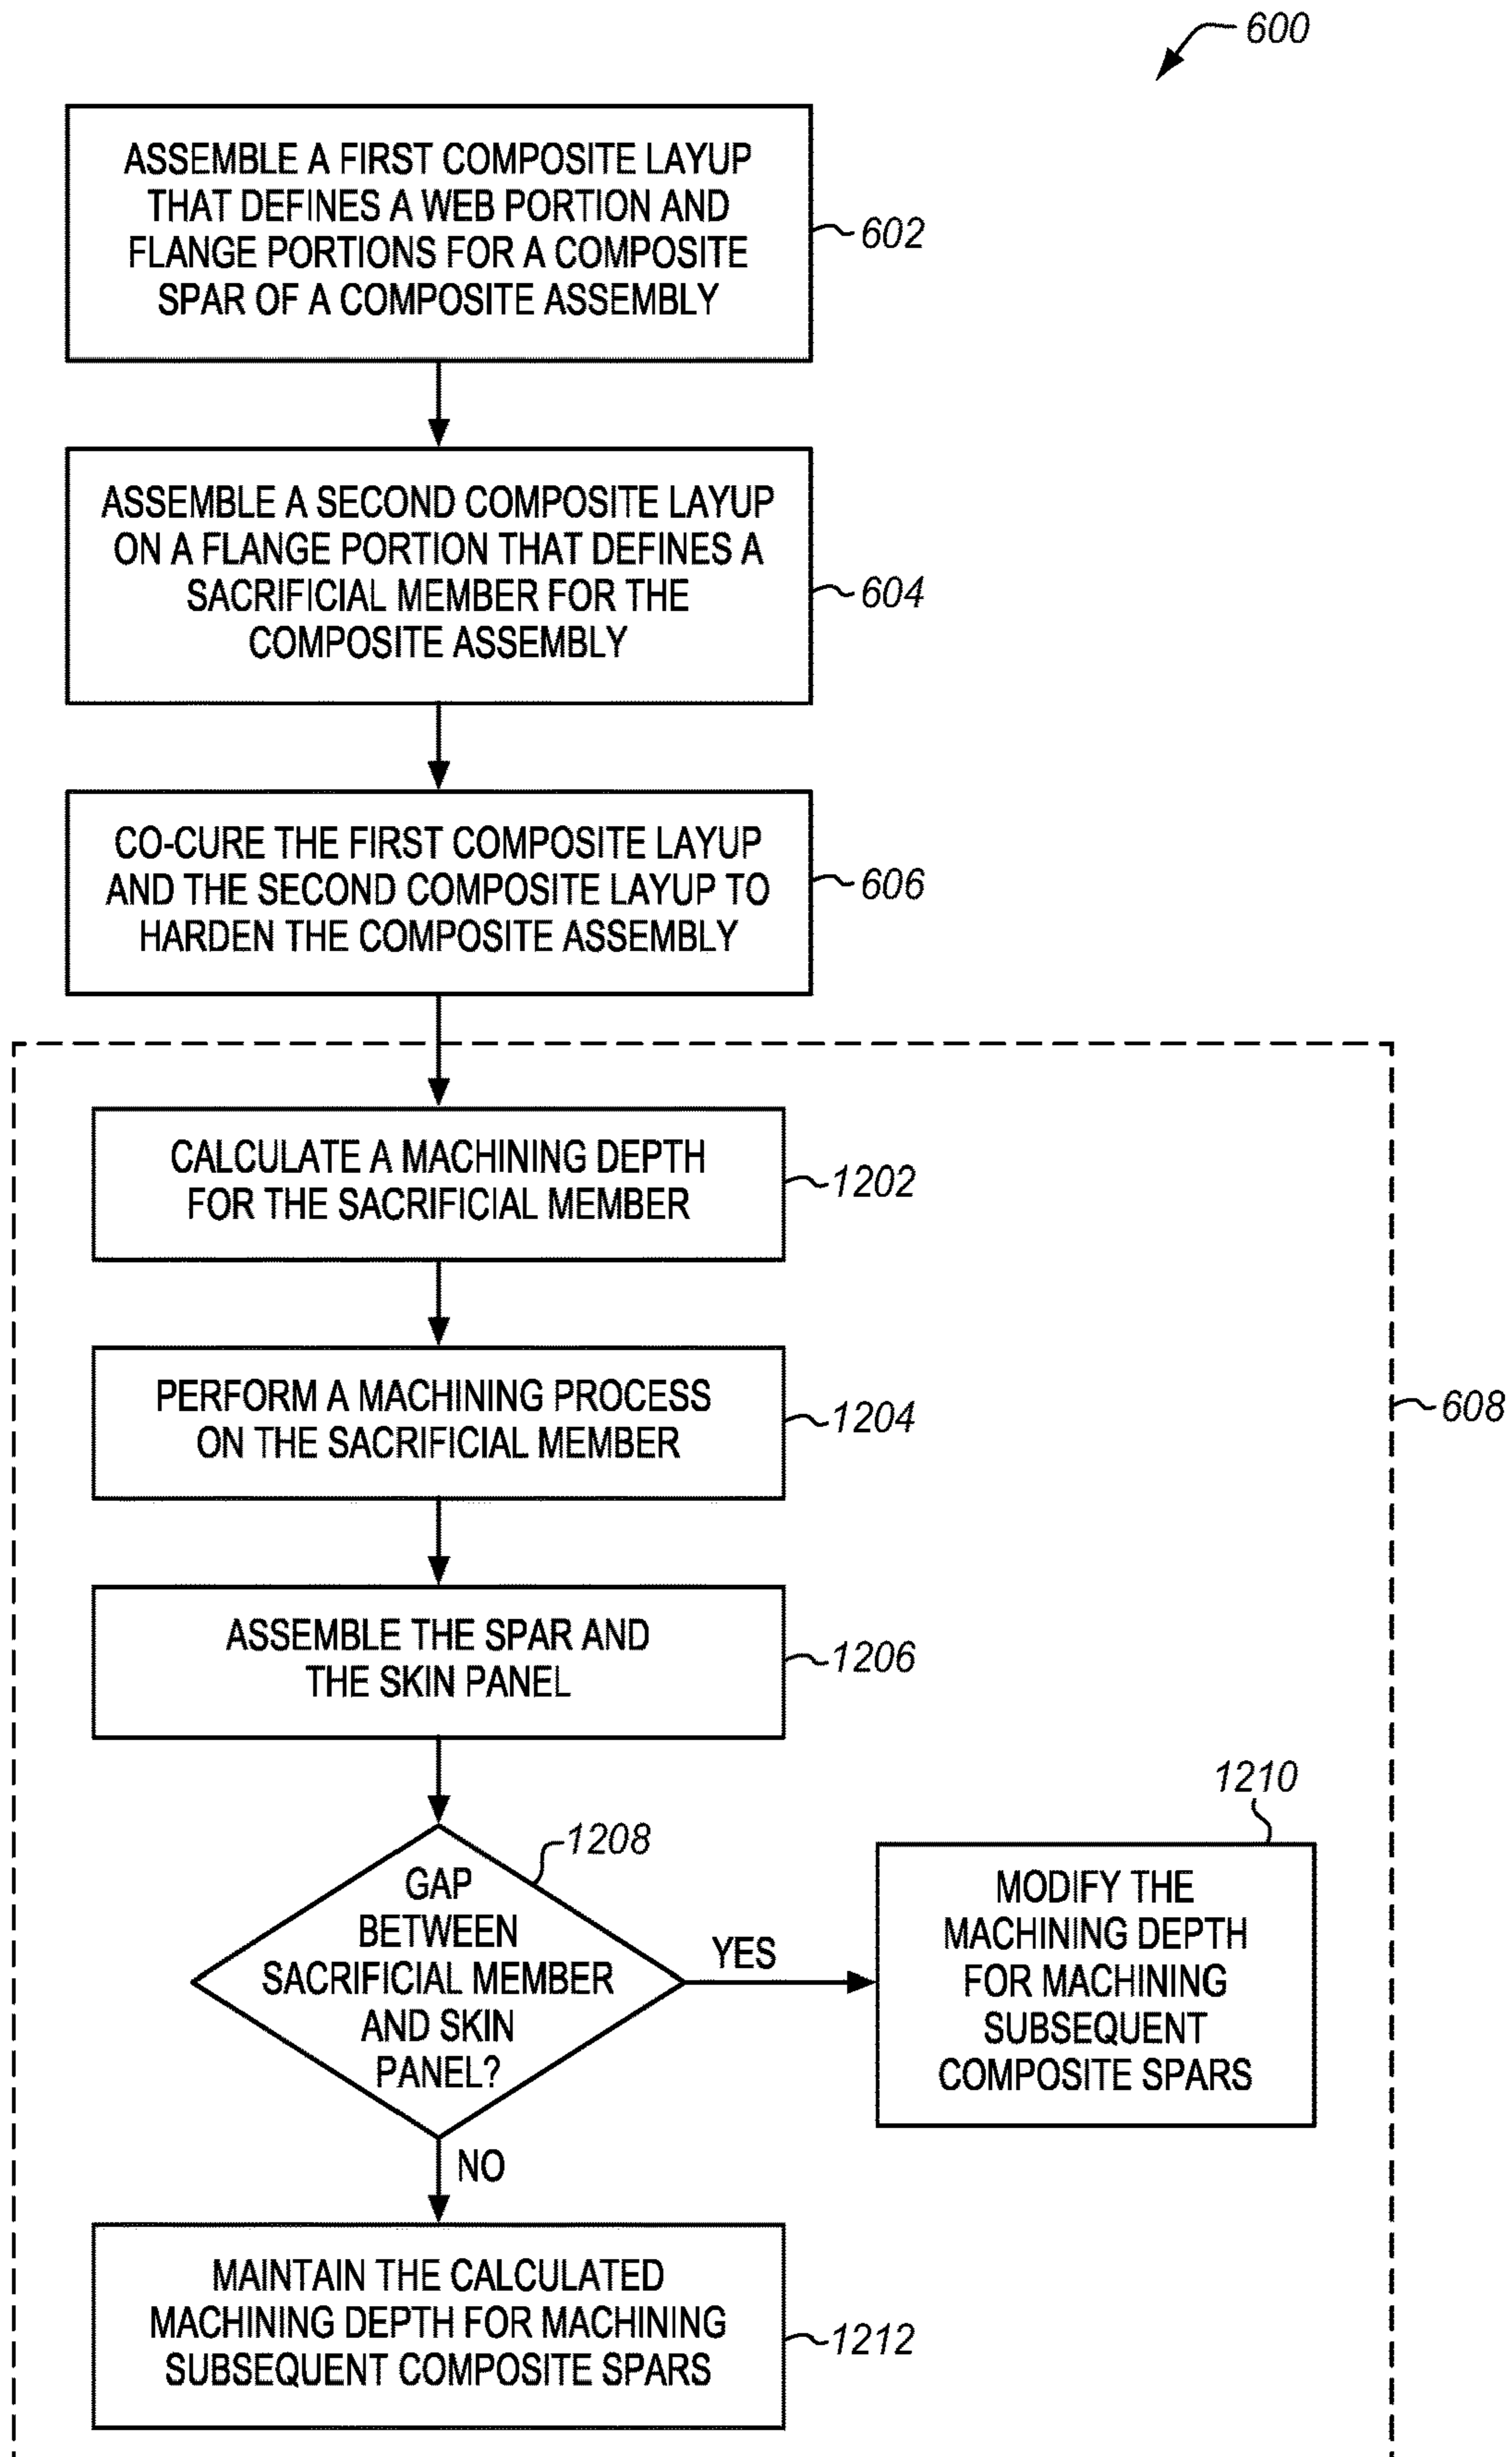 600
ASSEMBLE A FIRST COMPOSITE LAYUP
THAT DEFINES A WEB PORTION AND
FLANGE PORTIONS FOR A COMPOSITE
SPAR OF A COMPOSITE ASSEMBLY
602
ASSEMBLE A SECOND COMPOSITE LAYUP
ON A FLANGE PORTION THAT DEFINES A
SACRIFICIAL MEMBER FOR THE
COMPOSITE ASSEMBLY
604
CO-CURE THE FIRST COMPOSITE LAYUP
AND THE SECOND COMPOSITE LAYUP TO
HARDEN THE COMPOSITE ASSEMBLY
606
CALCULATE A MACHINING DEPTH
FOR THE SACRIFICIAL MEMBER
1202
PERFORM A MACHINING PROCESS
ON THE SACRIFICIAL MEMBER
1204
608
ASSEMBLE THE SPAR AND
THE SKIN PANEL
1206
GAP
BETWEEN
SACRIFICIAL MEMBER
AND SKIN
PANEL?
1208
YES
1210
MODIFY THE
MACHINING DEPTH
FOR MACHINING
SUBSEQUENT
COMPOSITE SPARS
NO
MAINTAIN THE CALCULATED
MACHINING DEPTH FOR MACHINING
SUBSEQUENT COMPOSITE SPARS
1212